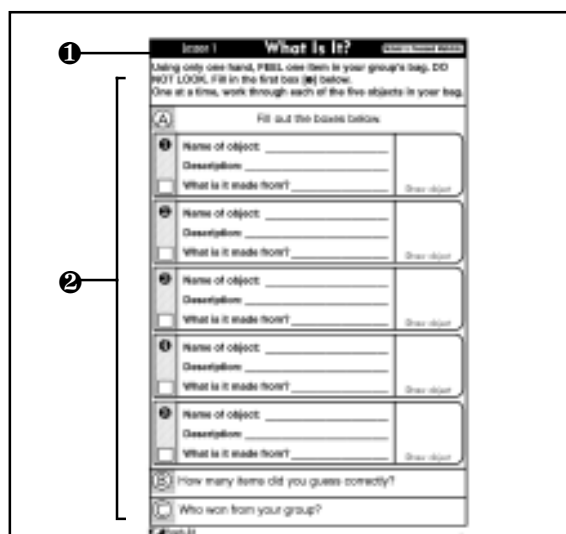 ❶
Lesson 1 What Is It?
Using only one hand, FEEL one item in your group's bag. DO
NOT LOOK. Fill in the first box below.
One at a time, work through each of the five objects in your bag.
❷
A Fill out the boxes below.
Name of object:
Description:
What is it made from?
Draw object
Name of object:
Description:
What is it made from?
Draw object
Name of object:
Description:
What is it made from?
Draw object
Name of object:
Description:
What is it made from?
Draw object
Name of object:
Description:
What is it made from?
Draw object
B How many items did you guess correctly?
C Who won from your group?